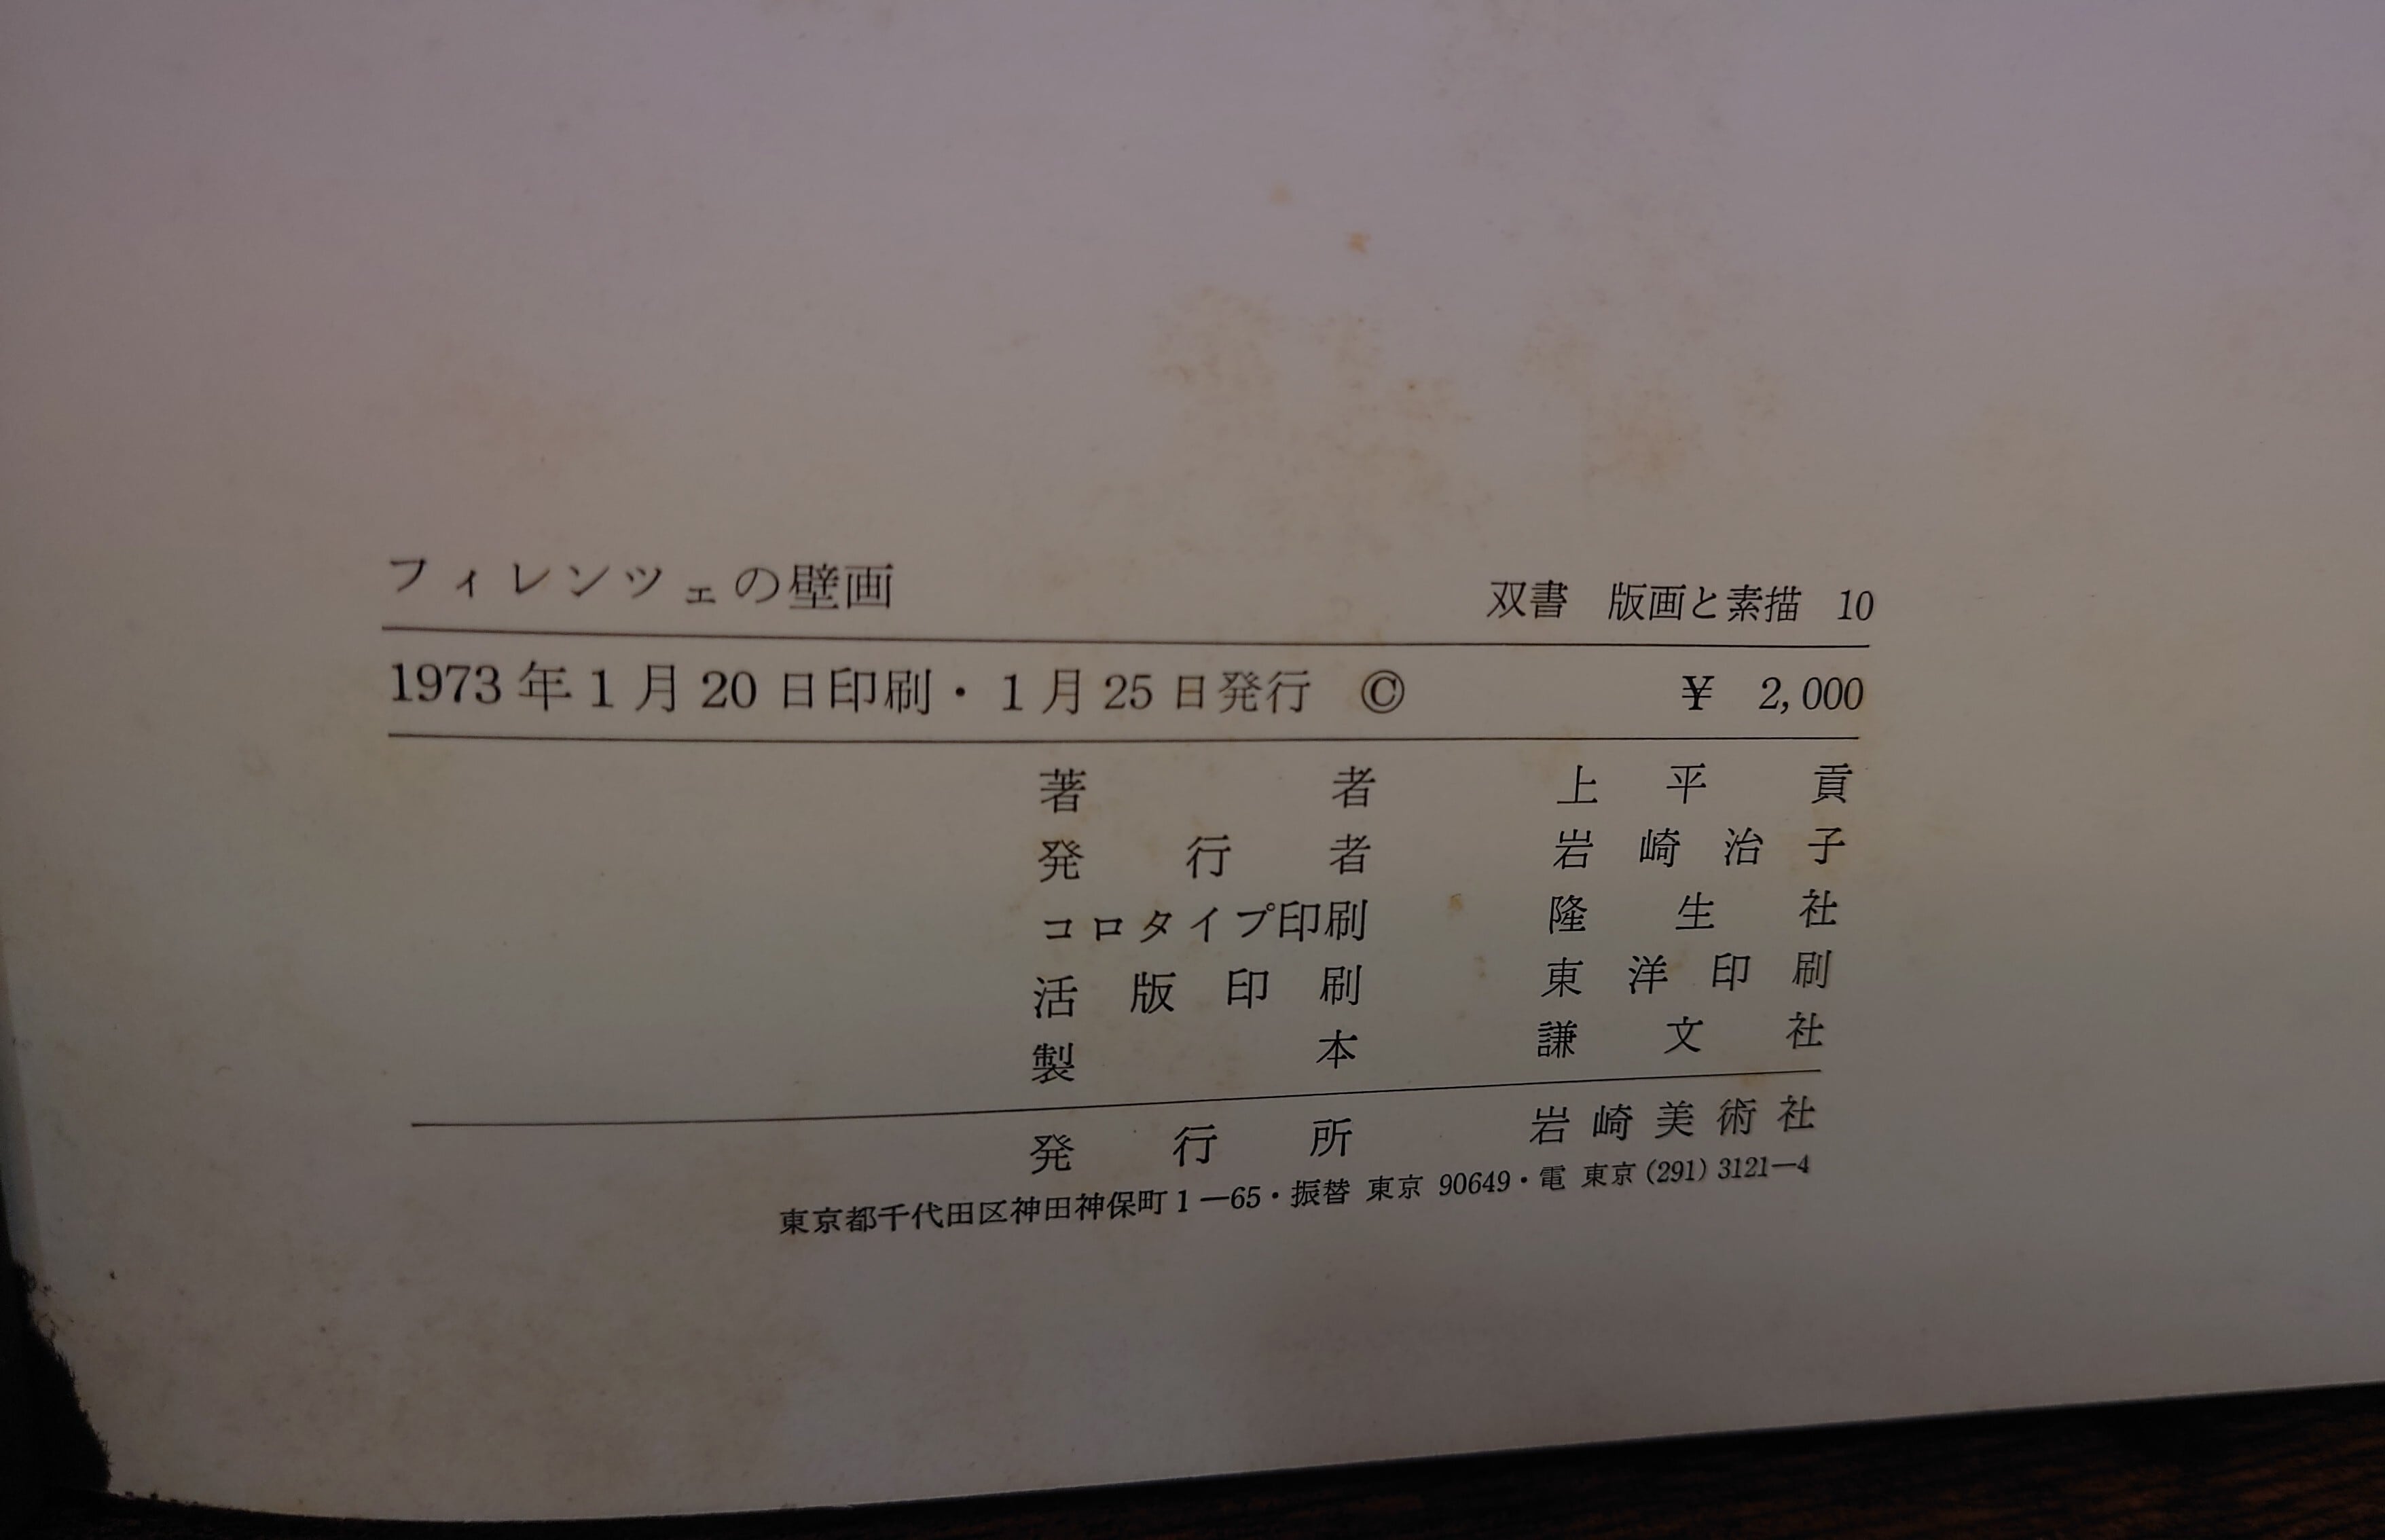 フィレンツェの壁画　双書　版画と素描　10
1973年1月20日印刷・1月25日発行　©　¥　2,000
著者　上平　貢
発行者　岩崎治子
コロタイプ印刷　隆生社
活版印刷　東洋印刷
製本　謙文社
発行所　岩崎美術社
東京都千代田区神田神保町1—65・振替 東京 90649・電 東京 (291) 3121—4